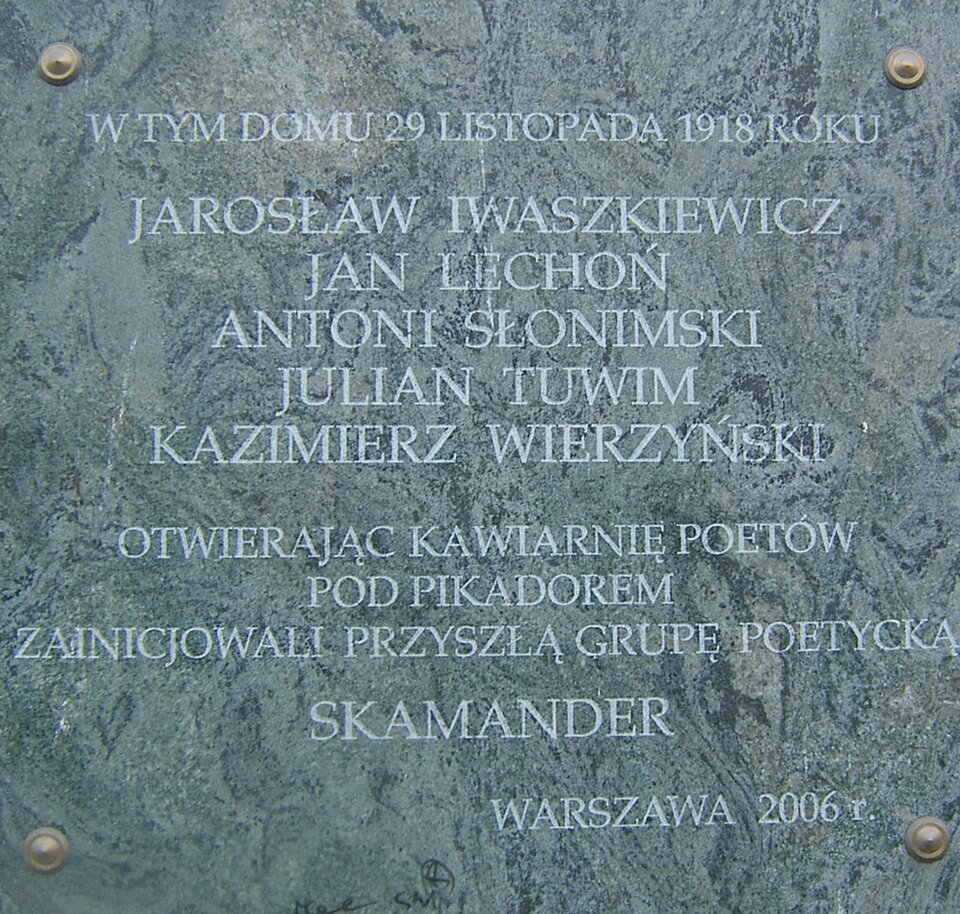 W TYM DOMU 29 LISTOPADA 1918 ROKU
JAROSŁAW IWASZKIEWICZ
JAN LECHOŃ
ANTONI SŁONIMSKI
JULIAN TUWIM
KAZIMIERZ WIERZYŃSKI
OTWIERAJĄC KAWIARNIĘ POETÓW
POD PIKADOREM
ZAINICJOWALI PRZYSZŁĄ GRUPĘ POETYCKĄ
SKAMANDER
WARSZAWA 2006 r.